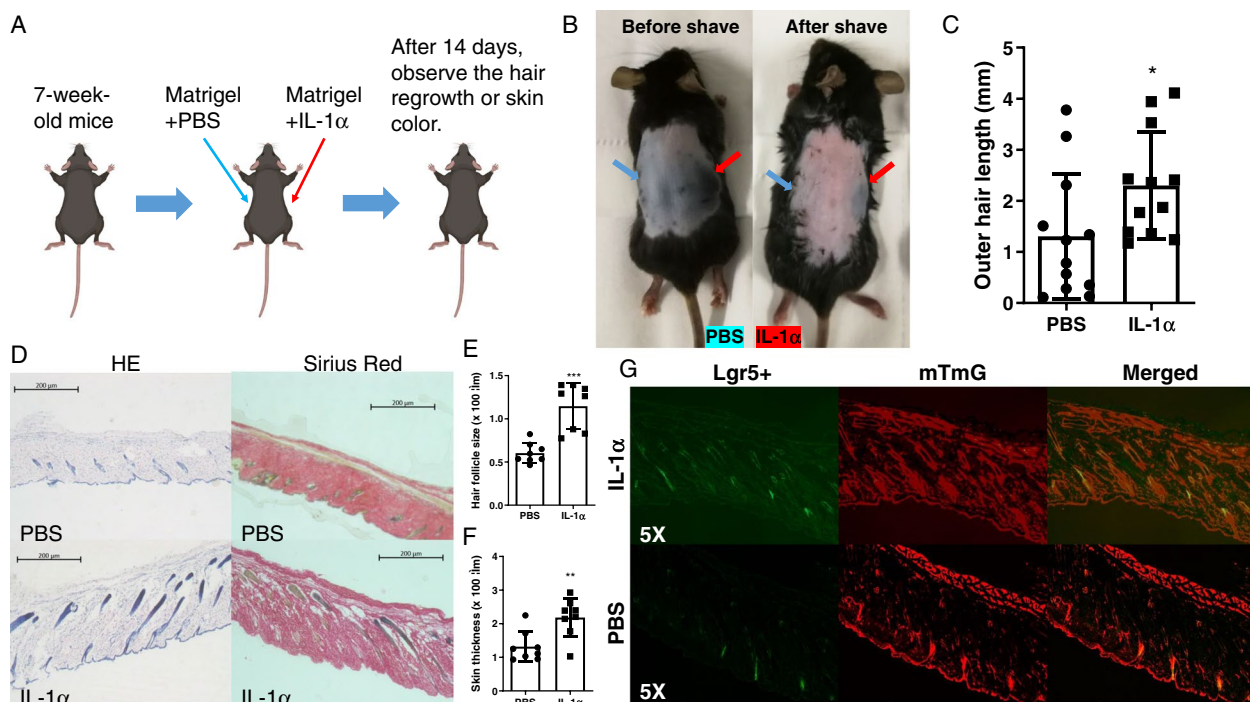 A
7-week-
old mice
Matrigel
+PBS
Matrigel
+IL-1α
After 14 days,
observe the hair
regrowth or skin
color.
B
Before shave
After shave
PBS
IL-1α
C
Outer hair length (mm)
5
4
3
2
1
0
*
PBS
IL-1α
D
HE
Sirius Red
200 µm
200 µm
PBS
PBS
200 µm
200 µm
IL-1α
IL-1α
E
Hair follicle size (x 100 :lm)
1.5
1.0
0.5
0.0
***
PBS
IL-1α
F
Skin thickness (x 100 :lm)
4
3
2
1
0
**
PBS
IL-1α
G
Lgr5+
mTmG
Merged
IL-1α
5X
PBS
5X